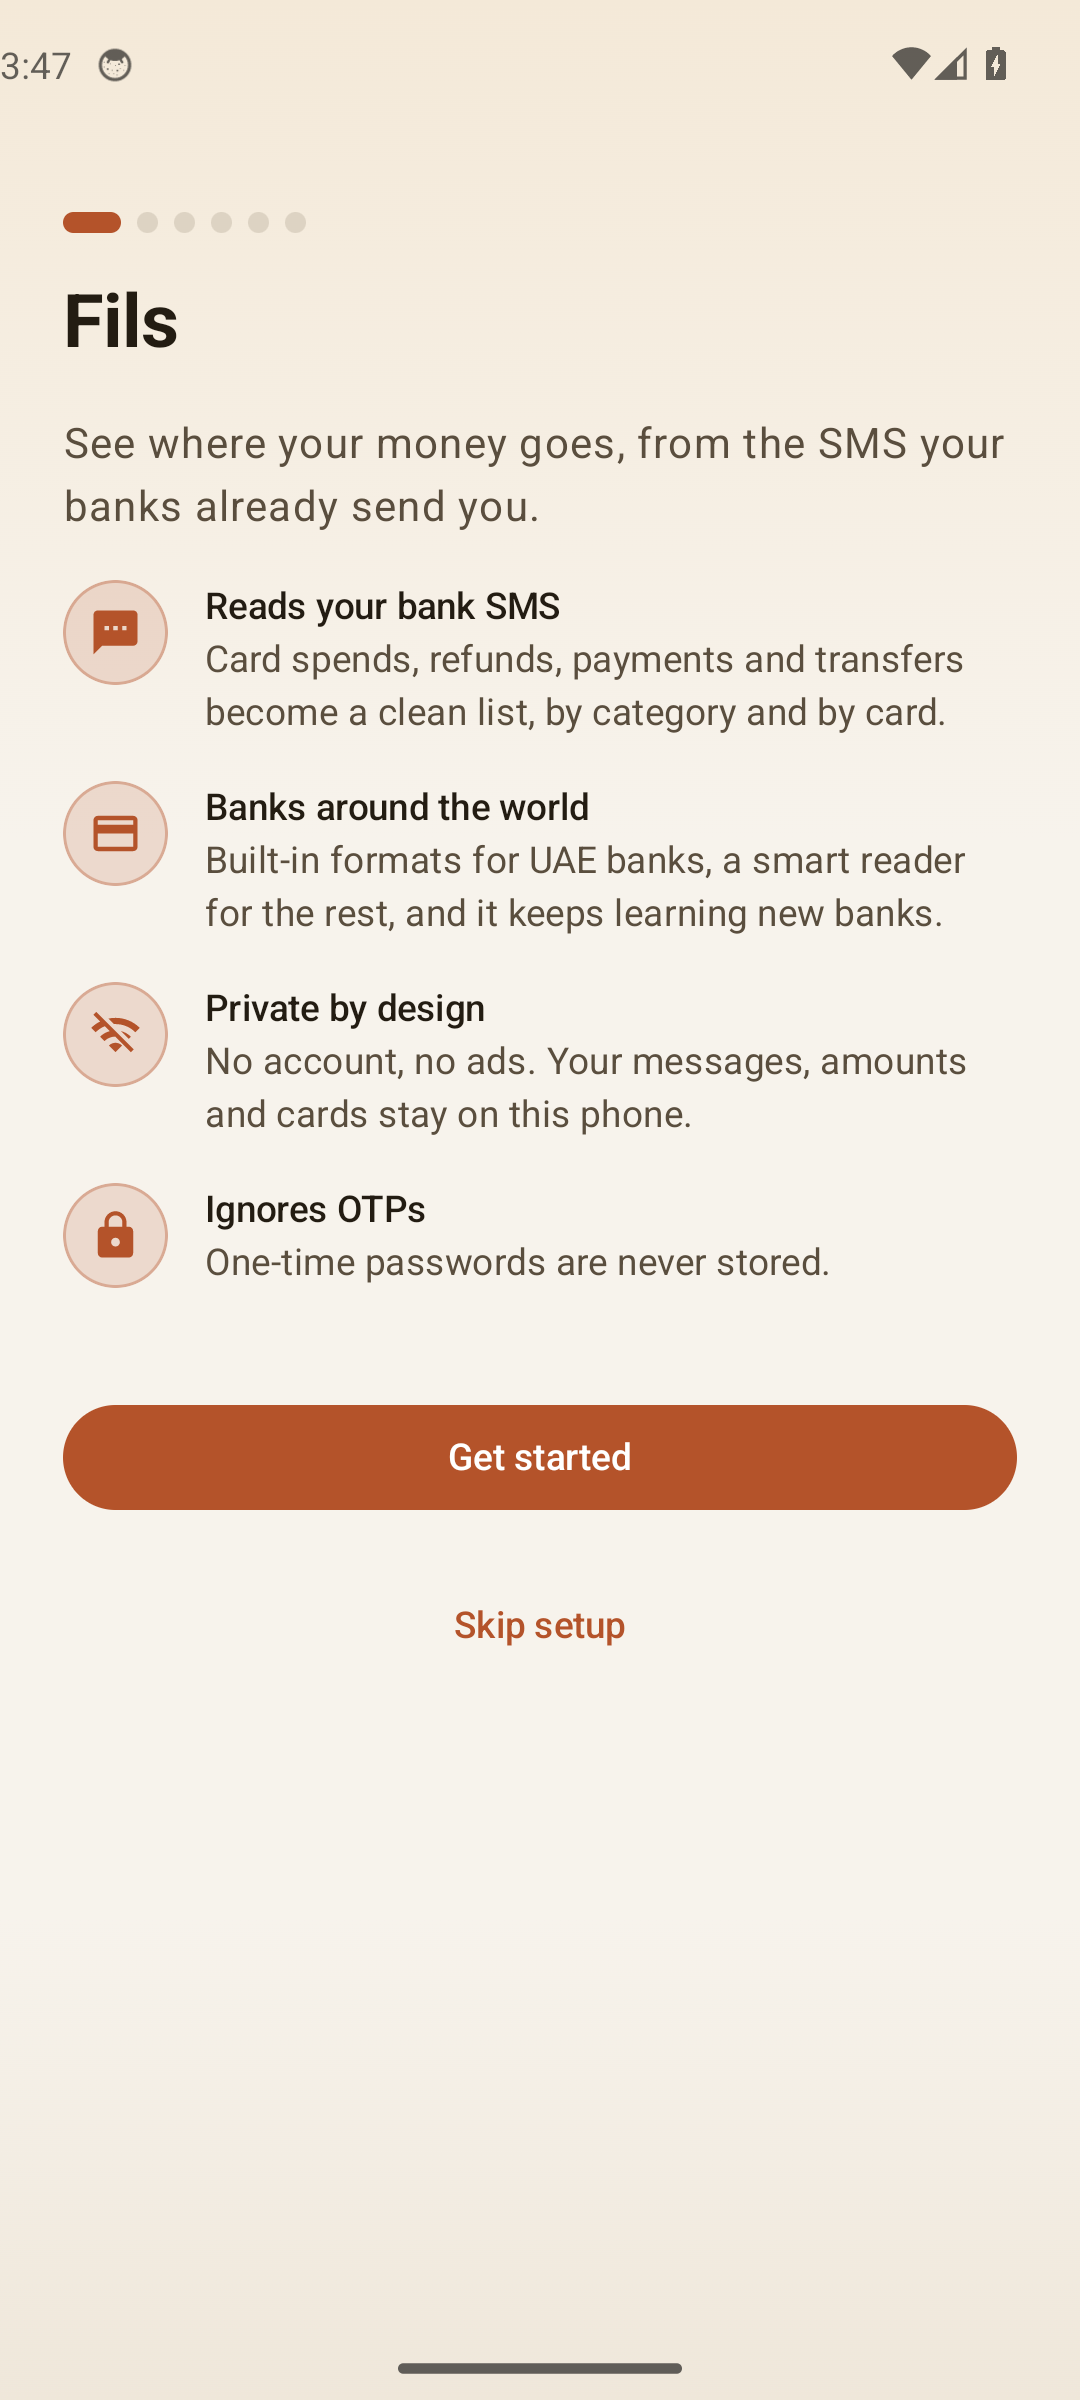 3:47
Fils
See where your money goes, from the SMS your
banks already send you.
Reads your bank SMS
Card spends, refunds, payments and transfers
become a clean list, by category and by card.
Banks around the world
Built-in formats for UAE banks, a smart reader
for the rest, and it keeps learning new banks.
Private by design
No account, no ads. Your messages, amounts
and cards stay on this phone.
Ignores OTPs
One-time passwords are never stored.
Get started
Skip setup